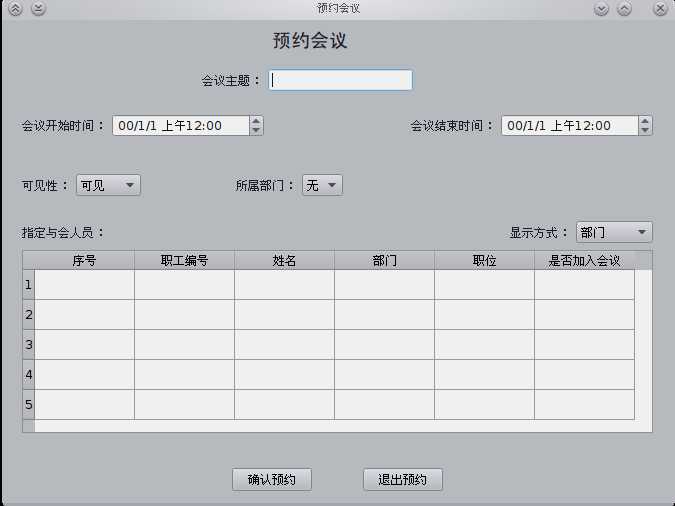 预约会议
预约会议
会议主题：
会议开始时间： 00/1/1 上午12:00 会议结束时间： 00/1/1 上午12:00
可见性： 可见 所属部门： 无
指定与会人员： 显示方式： 部门
序号 职工编号 姓名 部门 职位 是否加入会议
1
2
3
4
5
确认预约 退出预约